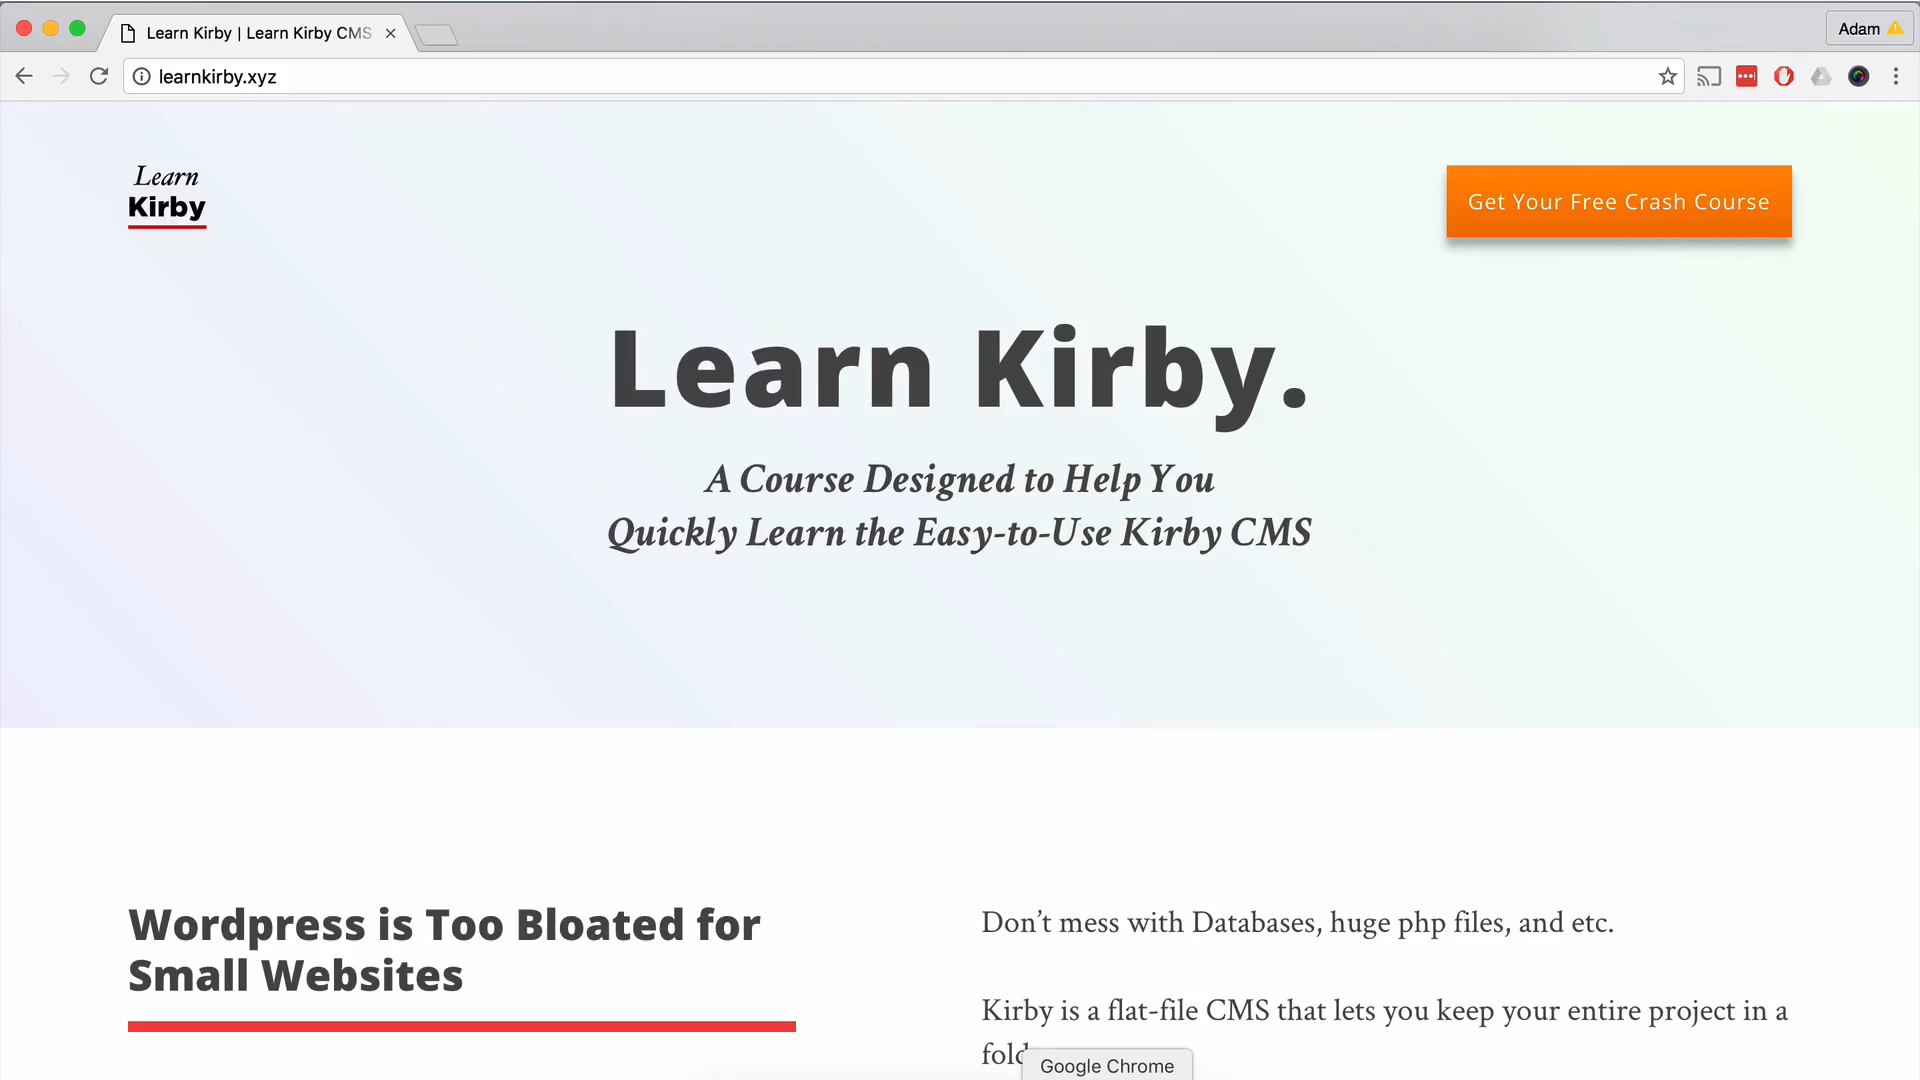 Learn Kirby | Learn Kirby CMS
Adam
learnkirby.xyz
Learn
Kirby
Get Your Free Crash Course
Learn Kirby.
A Course Designed to Help You
Quickly Learn the Easy-to-Use Kirby CMS
Wordpress is Too Bloated for
Small Websites
Don’t mess with Databases, huge php files, and etc.
Kirby is a flat-file CMS that lets you keep your entire project in a
Google Chrome